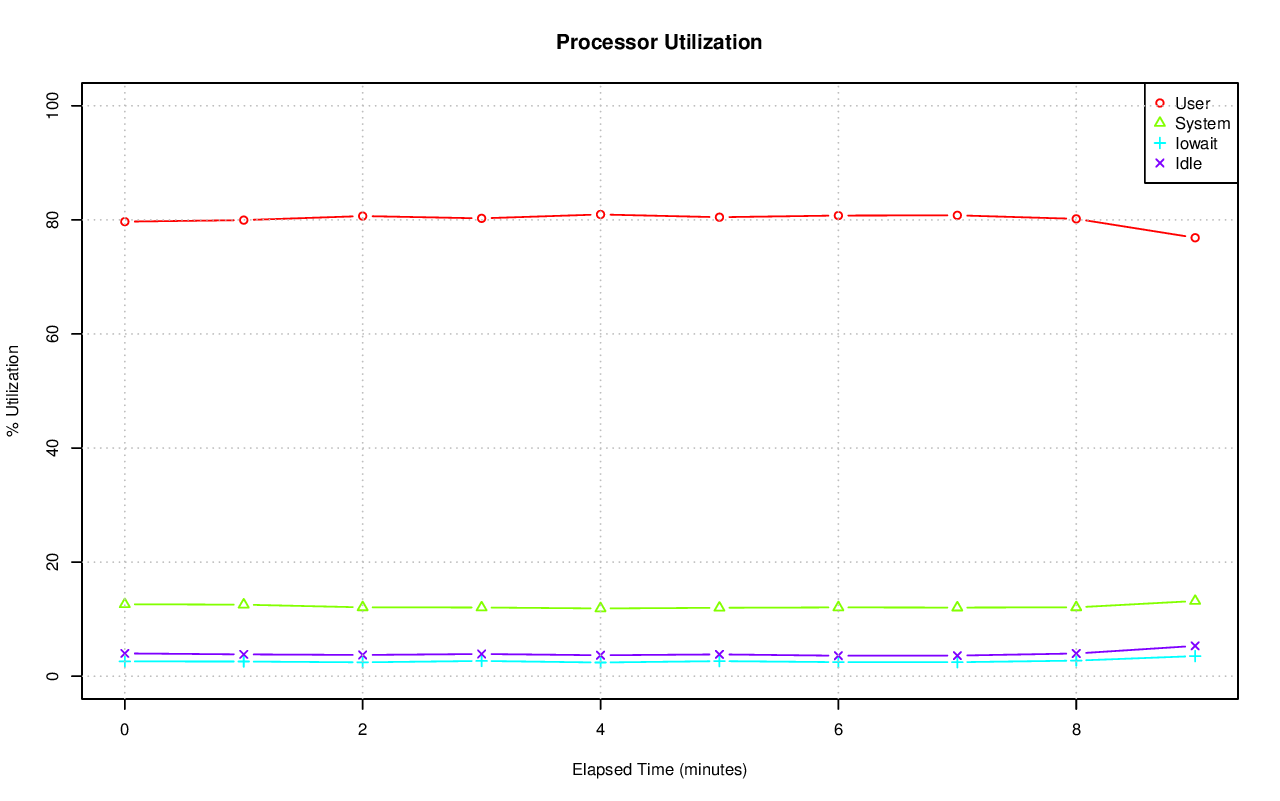 Processor Utilization
% Utilization
100
80
60
40
20
0
User
System
Iowait
Idle
0 2 4 6 8
Elapsed Time (minutes)